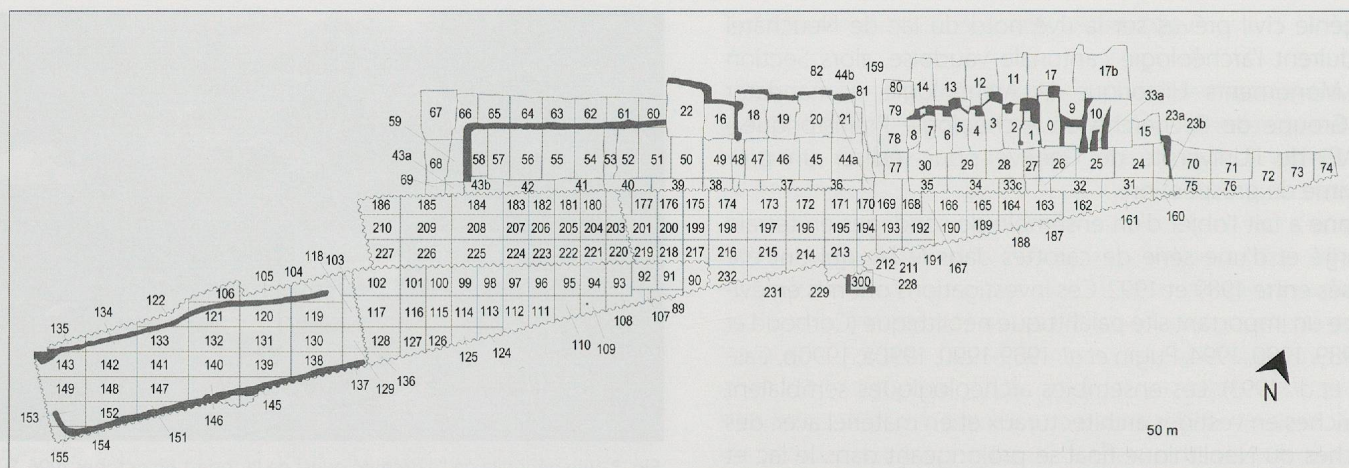 82 44b 159
81
80 14 13 12 11 17 17b
33a
23a 23b
59
43a
69
67 66 65 64 63 62 61 60 22 16 18 19 20 21
79 78 8 7 6 5 4 3 2 1 0 9 10 15
68 58 57 56 55 54 53 52 51 50 49 48 47 46 45 44a 77 30 29 28 27 26 25 24 70 71 72 73 74
43b 42 41 40 39 38 37 36 35 34 33c 32 31 75 76
186 185 184 183 182 181 180 177 176 175 174 173 172 171 170 169 168 166 165 164 163 162 161 160
210 209 208 207 206 205 204 203 201 200 199 198 197 196 195 194 193 192 190 189 188 187
227 226 225 224 223 222 221 220 219 218 217 216 215 214 213 212 211 191 167
122 105 104 118 103
102 101 100 99 98 97 96 95 94 93 92 91 90 232 231 229 300 228
135 134 106 121 120 119 117 116 115 114 113 112 111 110 109 108 107 89
133 132 131 130 128 127 126 125 124
143 142 141 140 139 138 137 129 136
149 148 147 146 145
153 152 154 151
155
N
50 m